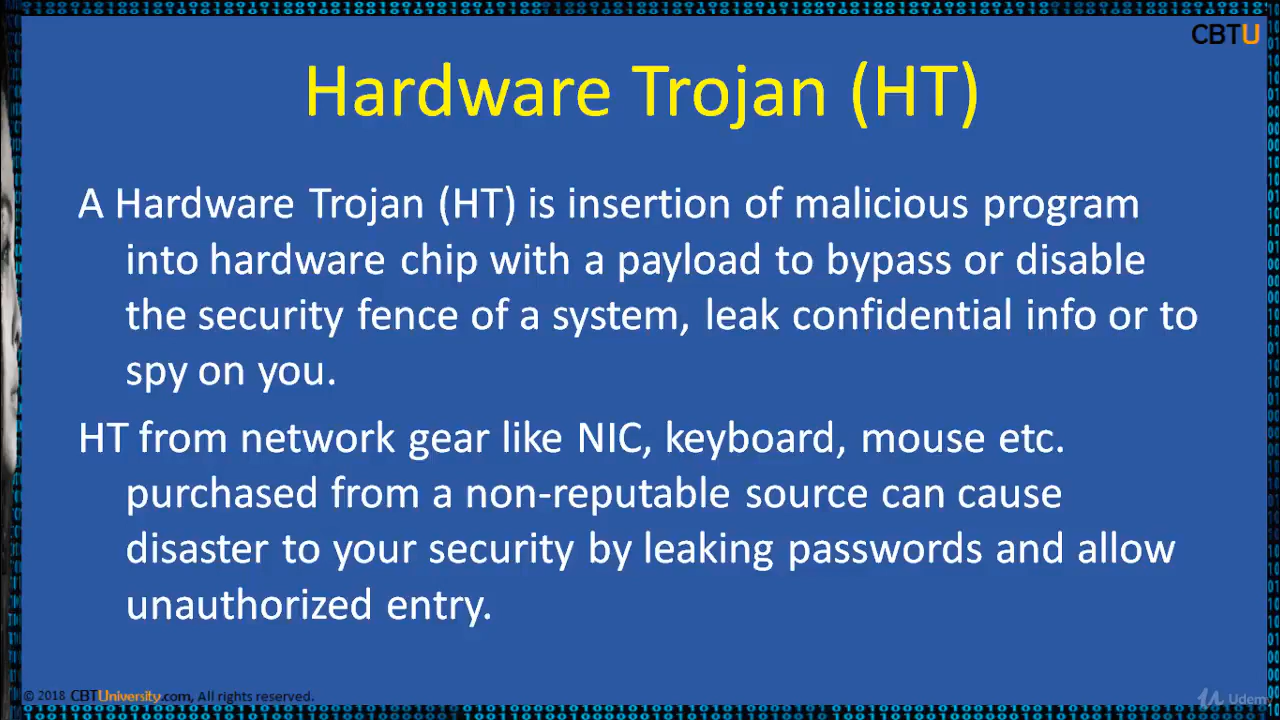 CBTU
Hardware Trojan (HT)
A Hardware Trojan (HT) is insertion of malicious program
into hardware chip with a payload to bypass or disable
the security fence of a system, leak confidential info or to
spy on you.
HT from network gear like NIC, keyboard, mouse etc.
purchased from a non-reputable source can cause
disaster to your security by leaking passwords and allow
unauthorized entry.
© 2018 CBTUniversity.com, All rights reserved.
Udemy